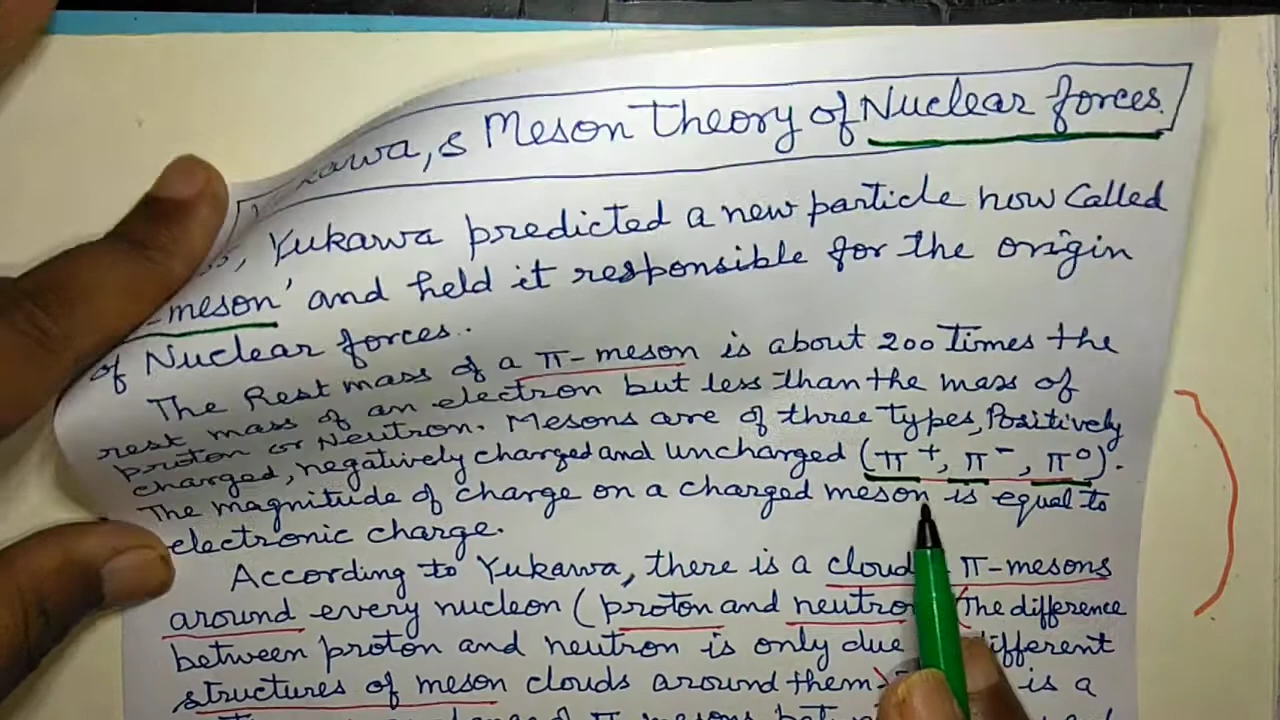 Meson Theory of Nuclear forces.
Yukawa predicted a new particle now called
-meson' and held it responsible for the origin
of Nuclear forces..
The Rest mass of a π-meson is about 200 Times the
rest mass of an electron but less than the mass of
proton or Neutron. Mesons are of three types, Positively
charged, negatively charged and uncharged (π+, π-, π°).
The magnitude of charge on a charged meson is equal to
electronic charge.
According to Yukawa, there is a cloud π-mesons
around every nucleon (proton and neutro (The difference
between proton and neutron is only due different
structures of meson clouds around them) is a
π mesons